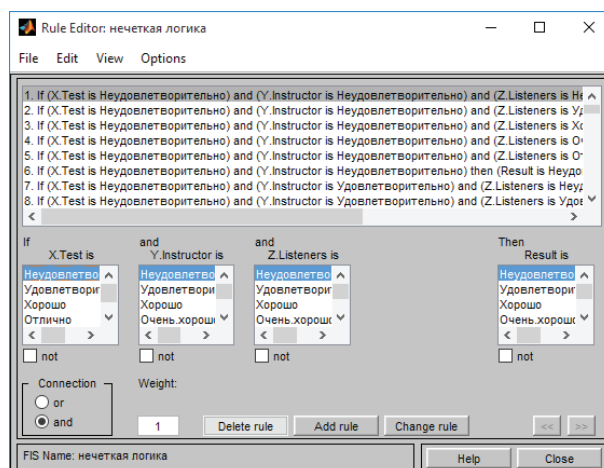 Rule Editor: нечеткая логика
File Edit View Options
1. If (X.Test is Неудовлетворительно) and (Y.Instructor is Неудовлетворительно) and (Z.Listeners is Не
2. If (X.Test is Неудовлетворительно) and (Y.Instructor is Неудовлетворительно) and (Z.Listeners is Уд
3. If (X.Test is Неудовлетворительно) and (Y.Instructor is Неудовлетворительно) and (Z.Listeners is Хо
4. If (X.Test is Неудовлетворительно) and (Y.Instructor is Неудовлетворительно) and (Z.Listeners is Оч
5. If (X.Test is Неудовлетворительно) and (Y.Instructor is Неудовлетворительно) and (Z.Listeners is От
6. If (X.Test is Неудовлетворительно) and (Y.Instructor is Неудовлетворительно) then (Result is Неудо
7. If (X.Test is Неудовлетворительно) and (Y.Instructor is Удовлетворительно) and (Z.Listeners is Неуд
8. If (X.Test is Неудовлетворительно) and (Y.Instructor is Удовлетворительно) and (Z.Listeners is Удов
If and and Then
X.Test is Y.Instructor is Z.Listeners is Result is
Неудовлетво Неудовлетво Неудовлетво Неудовлетво
Удовлетвори Удовлетвори Удовлетвори Удовлетвори
Хорошо Хорошо Хорошо Хорошо
Отлично Очень.хорошо Очень.хорошо Очень.хорошо
not not not not
Connection Weight:
or
and 1 Delete rule Add rule Change rule << >>
FIS Name: нечеткая логика Help Close